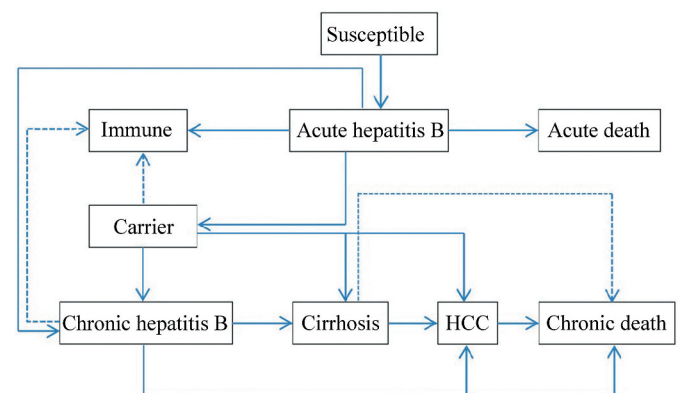 Susceptible
Immune
Acute hepatitis B
Acute death
Carrier
Chronic hepatitis B
Cirrhosis
HCC
Chronic death